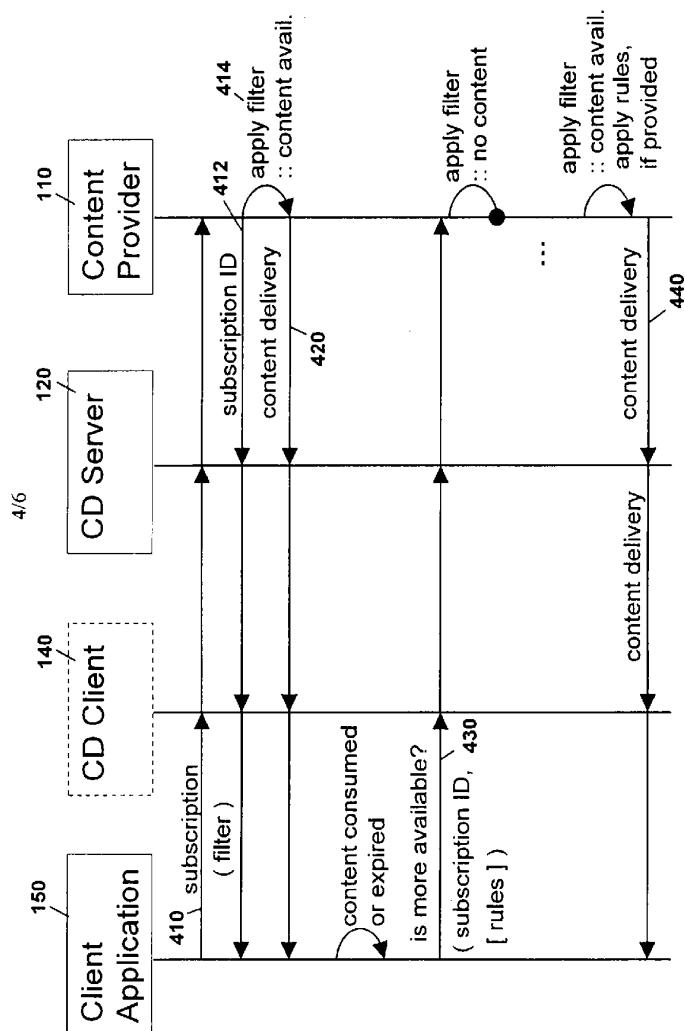 4/6
150
Client
Application
140
CD Client
120
CD Server
110
Content
Provider
410
subscription
( filter )
subscription ID
412
414
apply filter
:: content avail.
content delivery
420
content consumed
or expired
is more available?
( subscription ID,
[ rules ] )
430
apply filter
:: no content
...
apply filter
:: content avail.
apply rules,
if provided
content delivery
content delivery
440